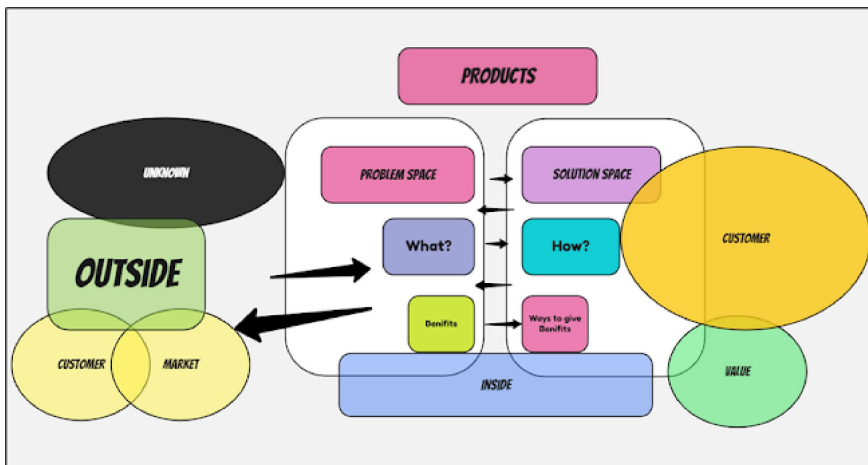 PRODUCTS
UNKNOWN
PROBLEM SPACE
SOLUTION SPACE
OUTSIDE
What?
How?
CUSTOMER
Benifits
Ways to give
Benifits
CUSTOMER
MARKET
INSIDE
VALUE